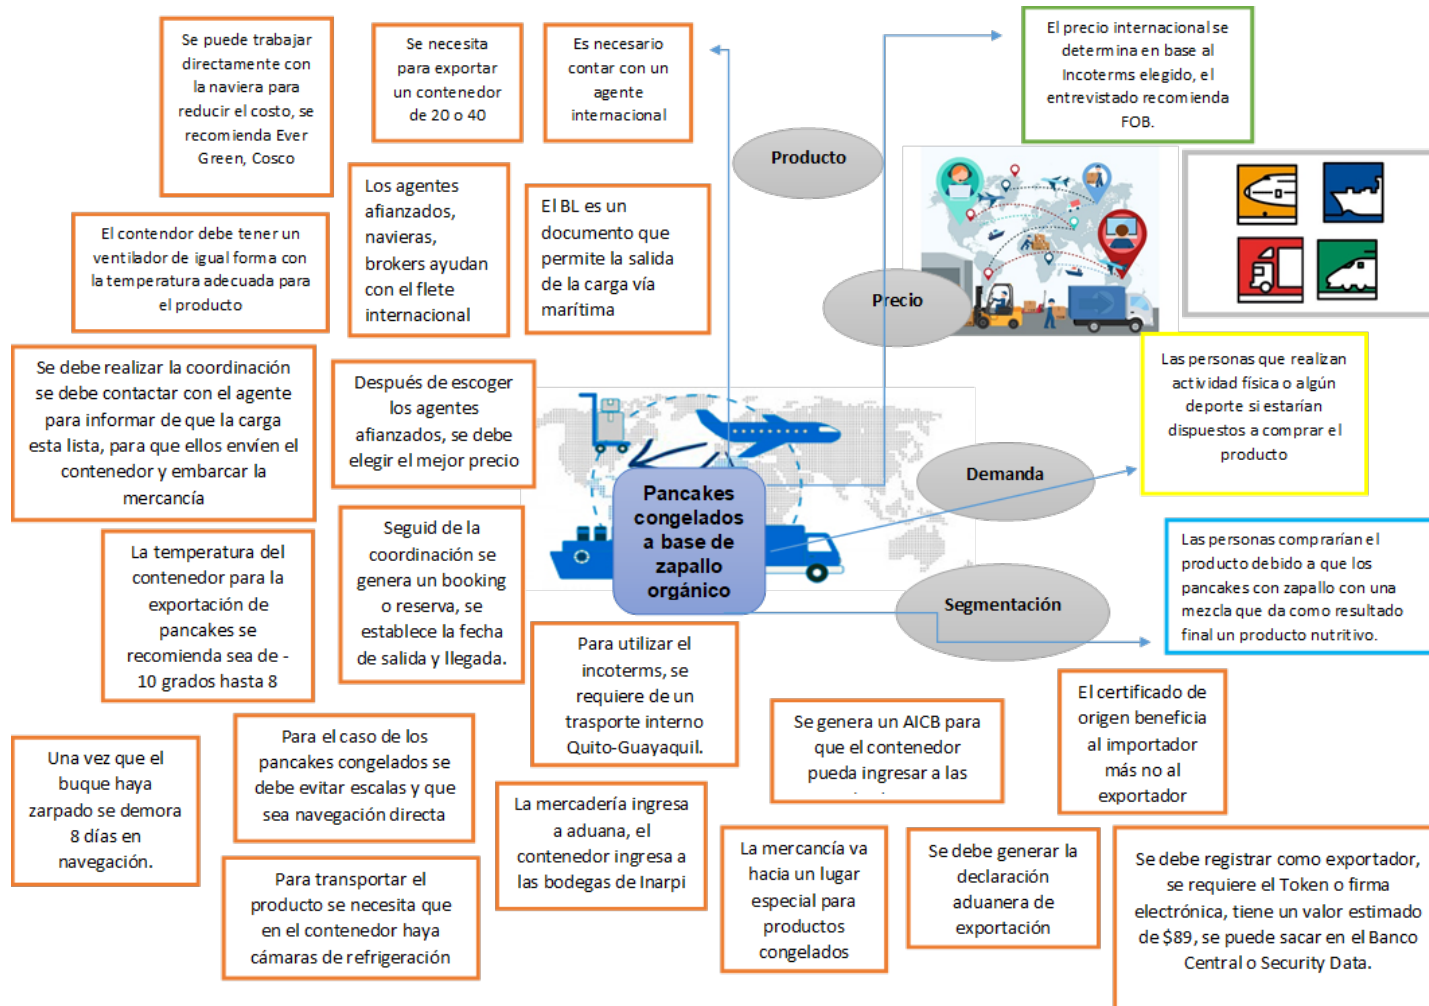 Se puede trabajar
directamente con
la naviera para
reducir el costo, se
recomienda Ever
Green, Cosco
Se necesita
para exportar
un contenedor
de 20 o 40
Es necesario
contar con un
agente
internacional
El precio internacional se
determina en base al
Incoterms elegido, el
entrevistado recomienda
FOB.
Producto
Los agentes
afianzados,
navieras,
brokers ayudan
con el flete
internacional
El BL es un
documento que
permite la salida
de la carga vía
marítima
El contendor debe tener un
ventilador de igual forma con
la temperatura adecuada para
el producto
Precio
Se debe realizar la coordinación
se debe contactar con el agente
para informar de que la carga
esta lista, para que ellos envíen el
contenedor y embarcar la
mercancía
Después de escoger
los agentes
afianzados, se debe
elegir el mejor precio
Las personas que realizan
actividad física o algún
deporte si estarían
dispuestos a comprar el
producto
Demanda
Pancakes
congelados
a base de
zapallo
orgánico
La temperatura del
contenedor para la
exportación de
pancakes se
recomienda sea de -
10 grados hasta 8
Seguid de la
coordinación se
genera un booking
o reserva, se
establece la fecha
de salida y llegada.
Las personas comprarían el
producto debido a que los
pancakes con zapallo con una
mezcla que da como resultado
final un producto nutritivo.
Segmentación
Para utilizar el
incoterms, se
requiere de un
trasporte interno
Quito-Guayaquil.
Se genera un AICB para
que el contenedor
pueda ingresar a las
El certificado de
origen beneficia
al importador
más no al
exportador
Una vez que el
buque haya
zarpado se demora
8 días en
navegación.
Para el caso de los
pancakes congelados se
debe evitar escalas y que
sea navegación directa
La mercadería ingresa
a aduana, el
contenedor ingresa a
las bodegas de Inarpi
La mercancía va
hacia un lugar
especial para
productos
congelados
Se debe generar la
declaración
aduanera de
exportación
Se debe registrar como exportador,
se requiere el Token o firma
electrónica, tiene un valor estimado
de $89, se puede sacar en el Banco
Central o Security Data.
Para transportar el
producto se necesita que
en el contenedor haya
cámaras de refrigeración